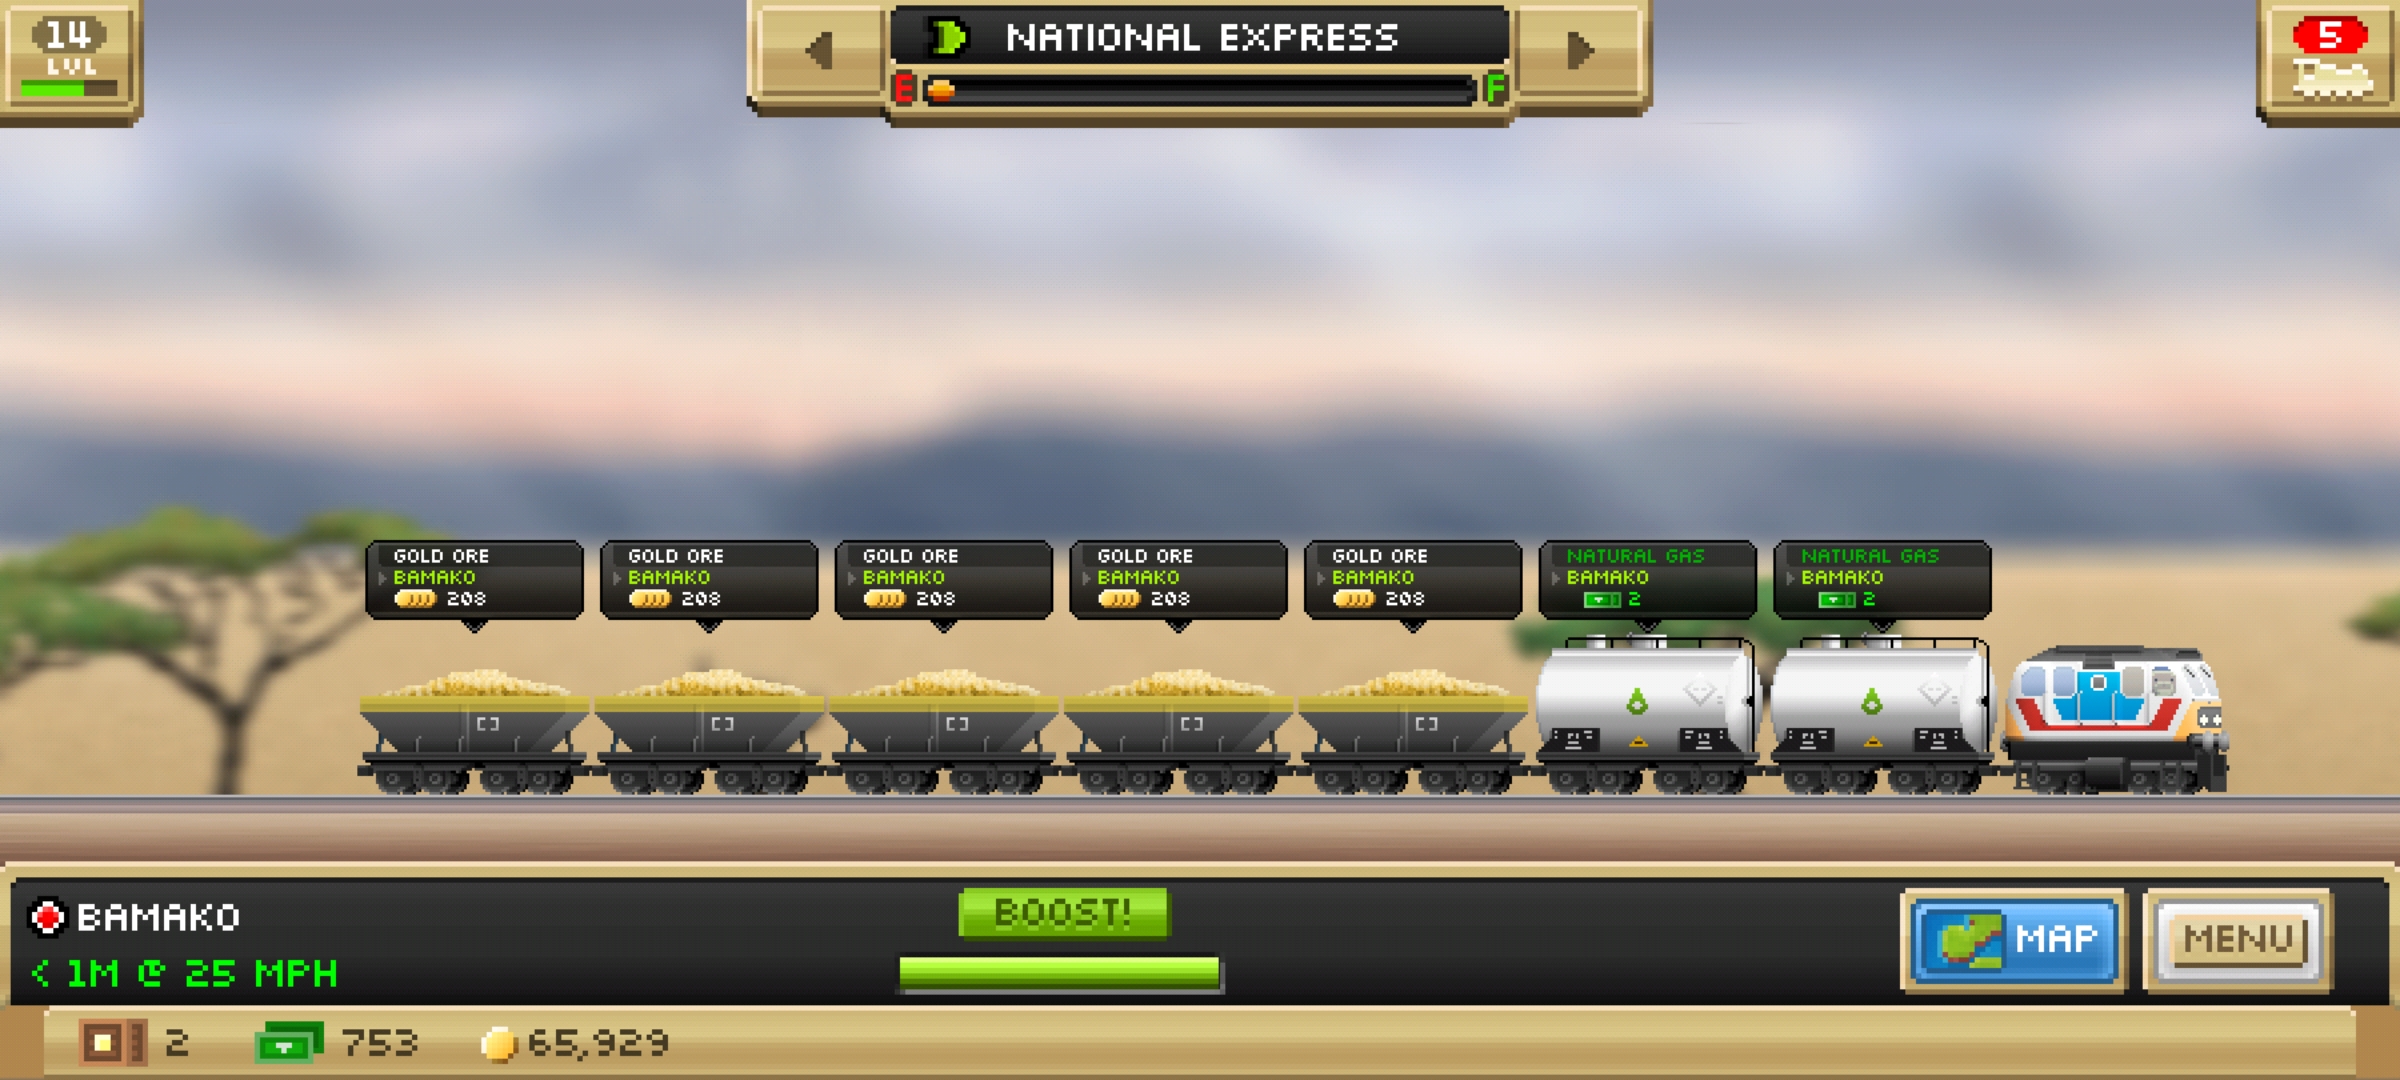 14
LVL
NATIONAL EXPRESS
E
F
5
GOLD ORE
BAMAKO
208
GOLD ORE
BAMAKO
208
GOLD ORE
BAMAKO
208
GOLD ORE
BAMAKO
208
GOLD ORE
BAMAKO
208
NATURAL GAS
BAMAKO
2
NATURAL GAS
BAMAKO
2
BAMAKO
< 1M @ 25 MPH
BOOST!
MAP
MENU
2
753
65,929